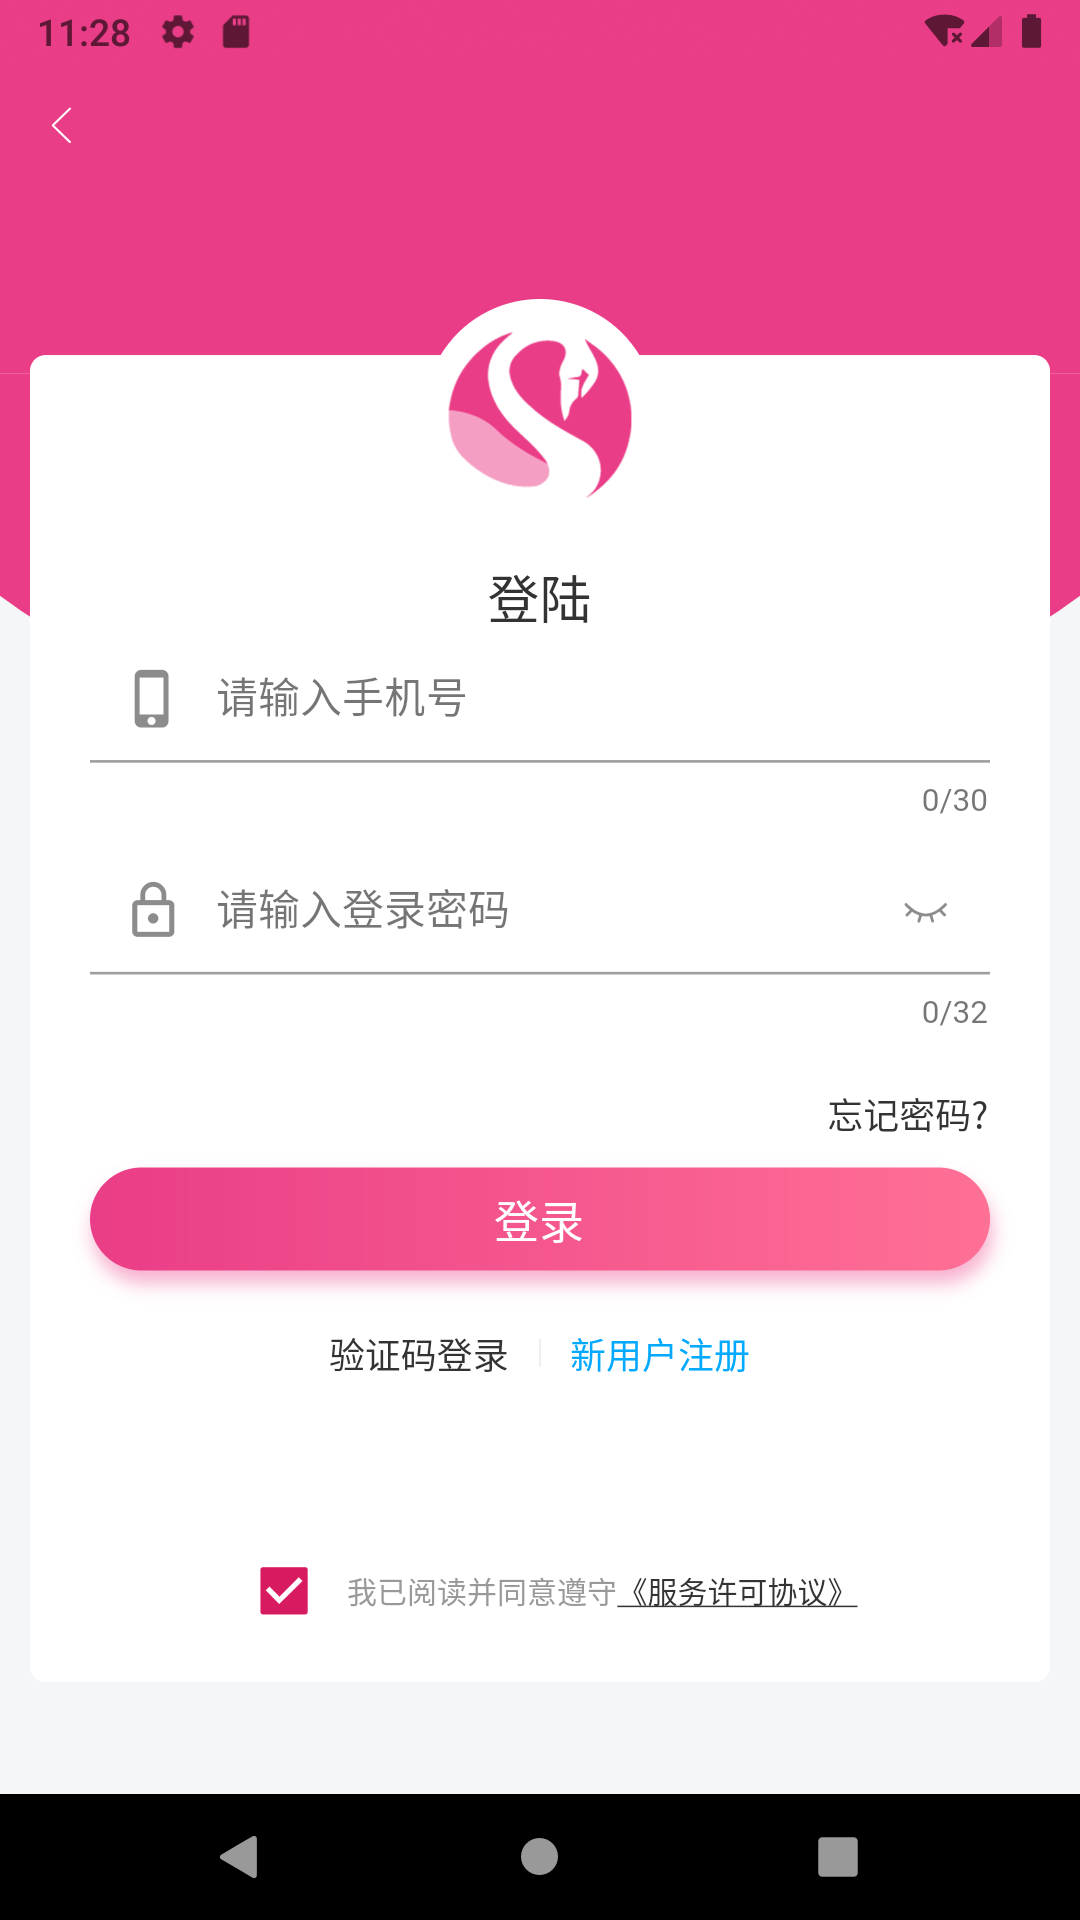 11:28
登陆
请输入手机号
0/30
请输入登录密码
0/32
忘记密码?
登录
验证码登录
新用户注册
我已阅读并同意遵守《服务许可协议》